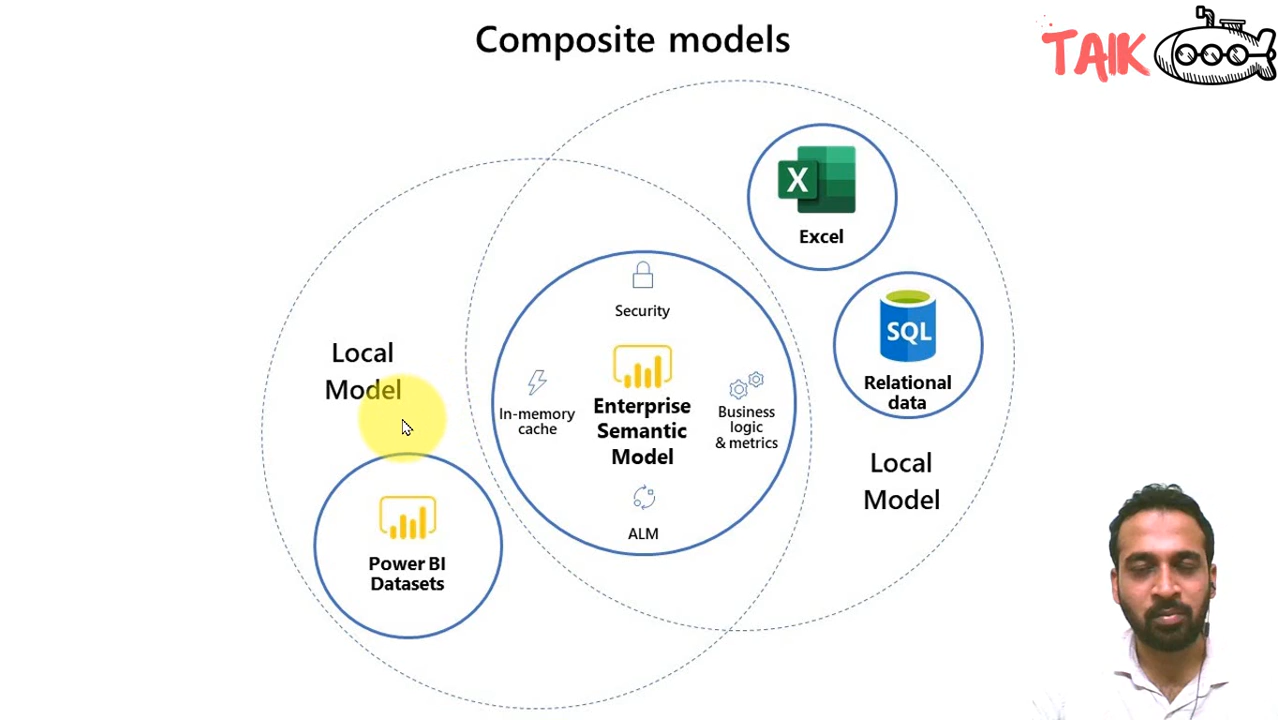 Composite models
TAIK
X
Excel
Security
SQL
Relational
data
Local
Model
In-memory
cache
Enterprise
Semantic
Model
Business
logic
& metrics
Local
Model
ALM
Power BI
Datasets